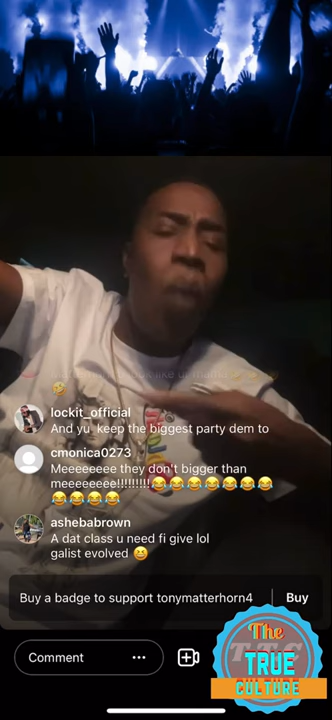 lockit_official
And yu keep the biggest party dem to
cmonica0273
Meeeeeeee they don't bigger than
meeeeeee!!!!!!!!!😂😂😂😂😂😂😂
😂😂😂😂
ashebabrown
A dat class u need fi give lol
galist evolved 😆
Buy a badge to support tonymatterhorn4
Buy
Comment
The
TRUE
CULTURE